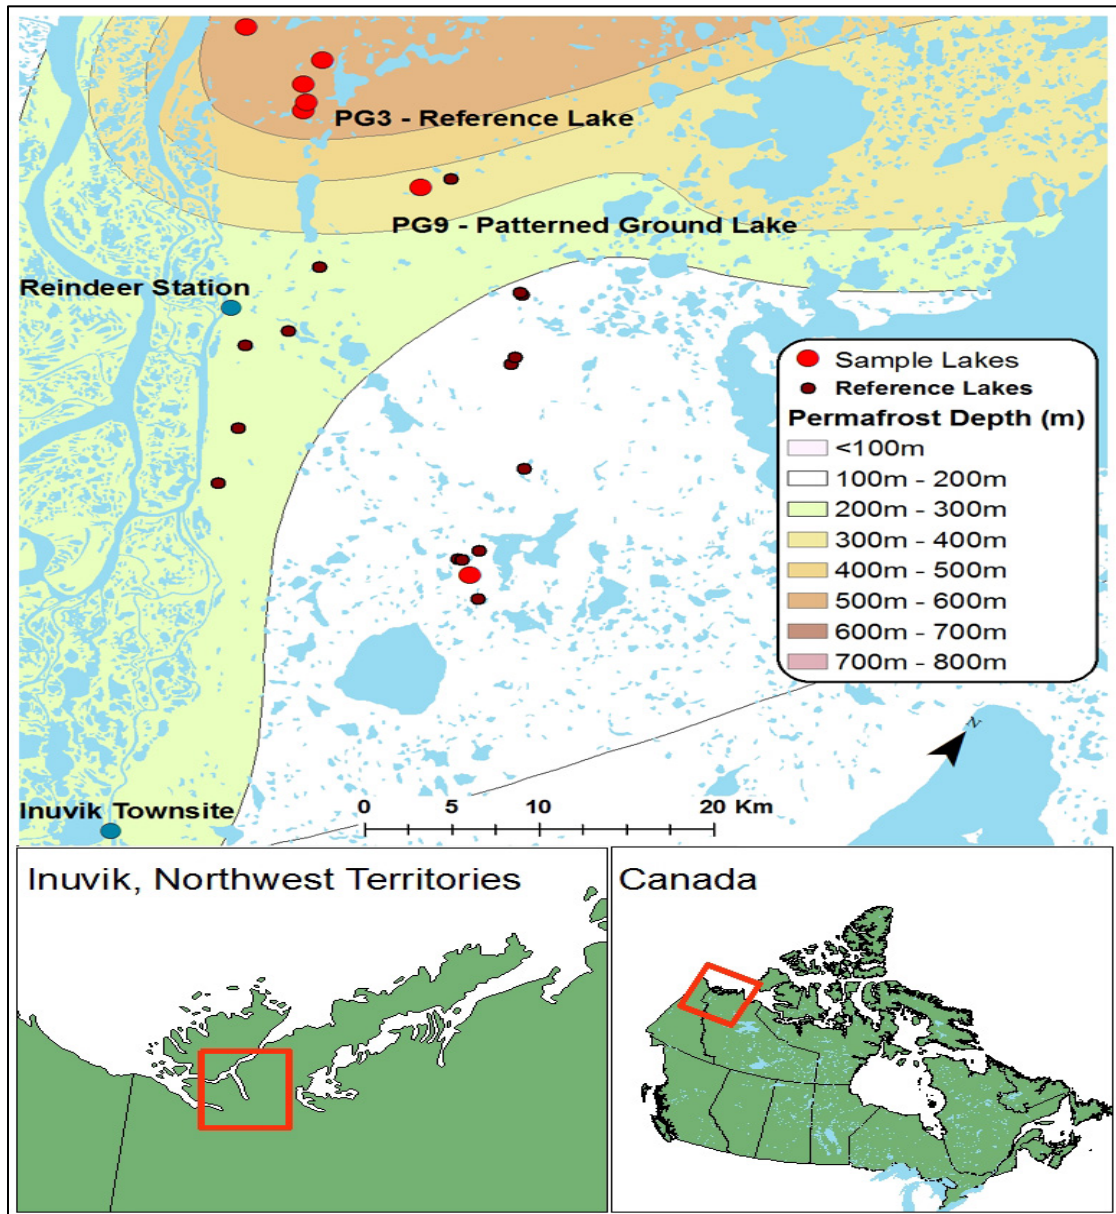 PG3 - Reference Lake
PG9 - Patterned Ground Lake
Reindeer Station
Sample Lakes
Reference Lakes
Permafrost Depth (m)
<100m
100m - 200m
200m - 300m
300m - 400m
400m - 500m
500m - 600m
600m - 700m
700m - 800m
N
Inuvik Townsite
0 5 10 20 Km
Inuvik, Northwest Territories
Canada